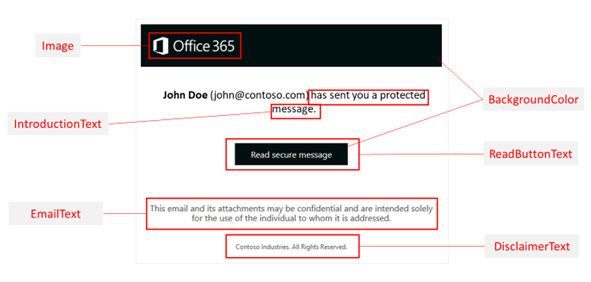 Image
Office 365
John Doe (john@contoso.com) has sent you a protected
message.
BackgroundColor
IntroductionText
Read secure message
ReadButtonText
EmailText
This email and its attachments may be confidential and are intended solely
for the use of the individual to whom it is addressed.
Contoso Industries. All Rights Reserved.
DisclaimerText